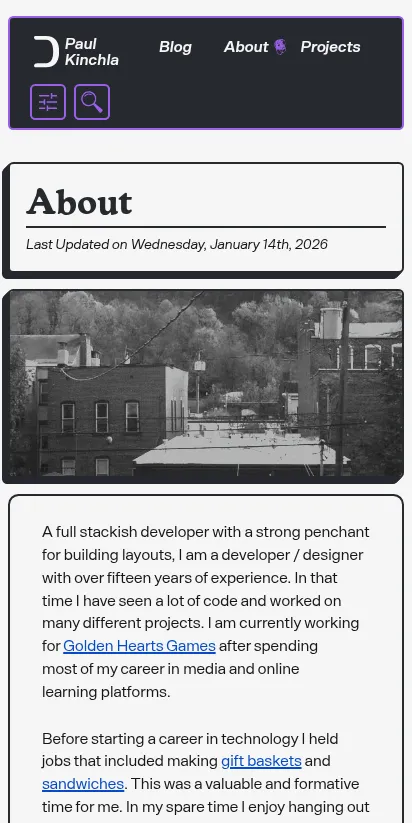 Paul
Kinchla
Blog
About
Projects
About
Last Updated on Wednesday, January 14th, 2026
A full stackish developer with a strong penchant
for building layouts, I am a developer / designer
with over fifteen years of experience. In that
time I have seen a lot of code and worked on
many different projects. I am currently working
for Golden Hearts Games after spending
most of my career in media and online
learning platforms.
Before starting a career in technology I held
jobs that included making gift baskets and
sandwiches. This was a valuable and formative
time for me. In my spare time I enjoy hanging out